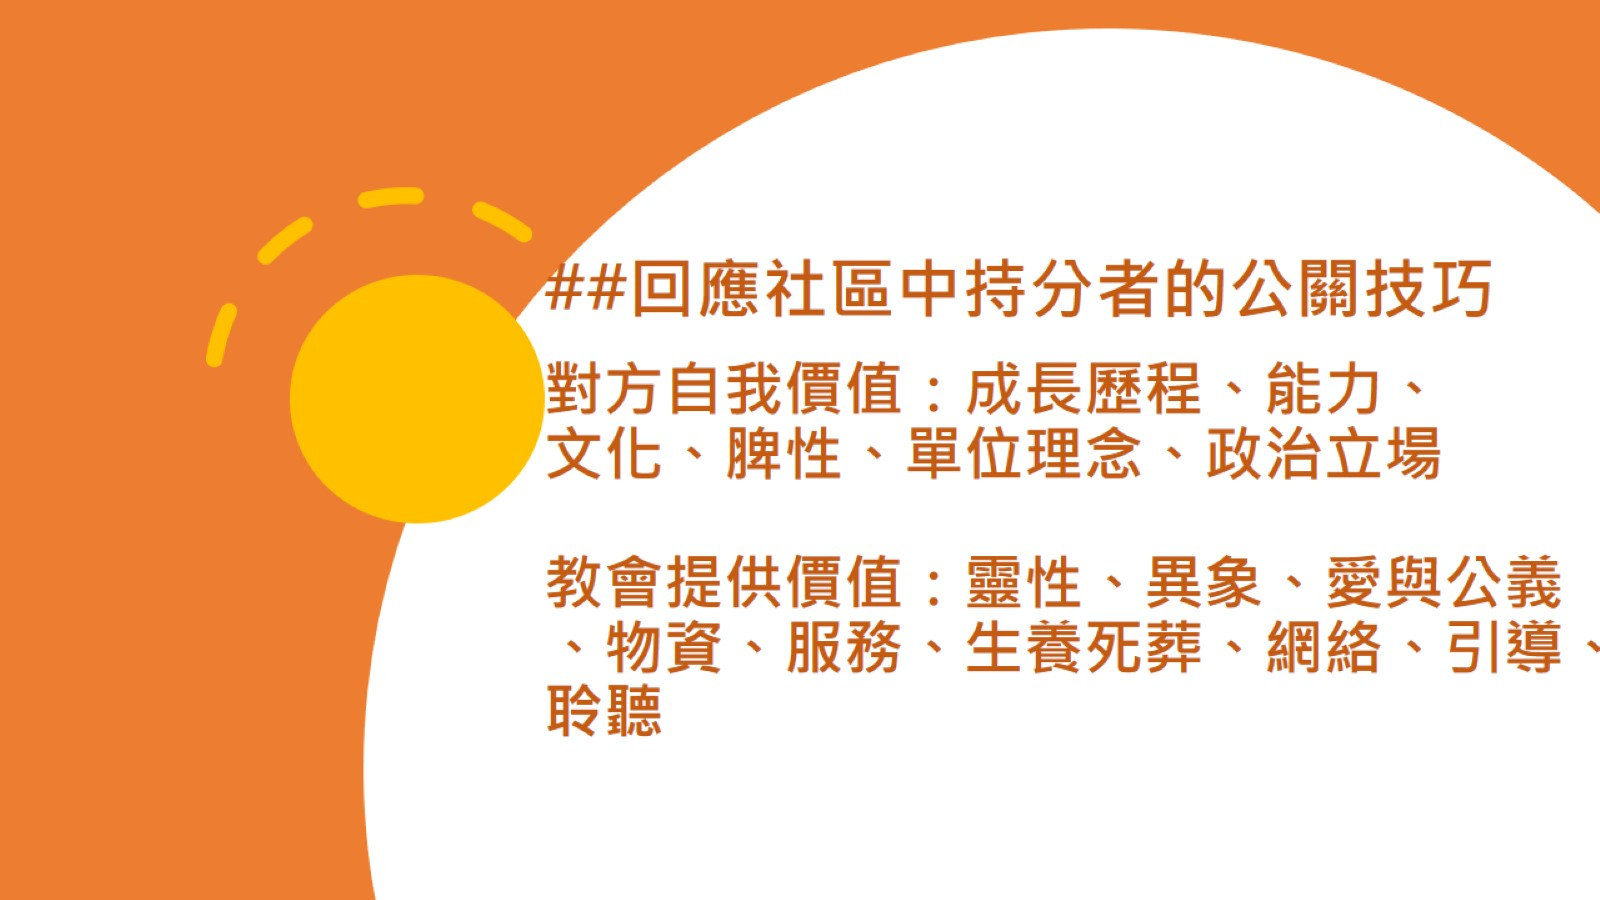 ##回應社區中持分者的公關技巧
對方自我價值：成長歷程、能力、
文化、脾性、單位理念、政治立場
教會提供價值：靈性、異象、愛與公義
、物資、服務、生養死葬、網絡、引導、
聆聽